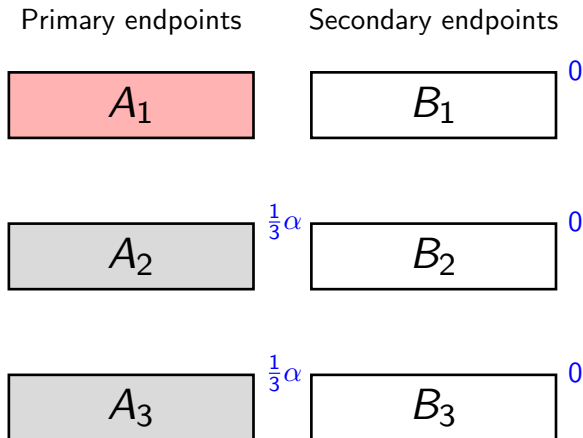 Primary endpoints Secondary endpoints
A₁ B₁ 0
A₂ ⅓α B₂ 0
A₃ ⅓α B₃ 0